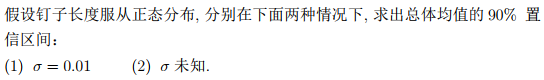 假设钉子长度服从正态分布, 分别在下面两种情况下, 求出总体均值的 90% 置
信区间：
(1) σ = 0.01 (2) σ 未知.